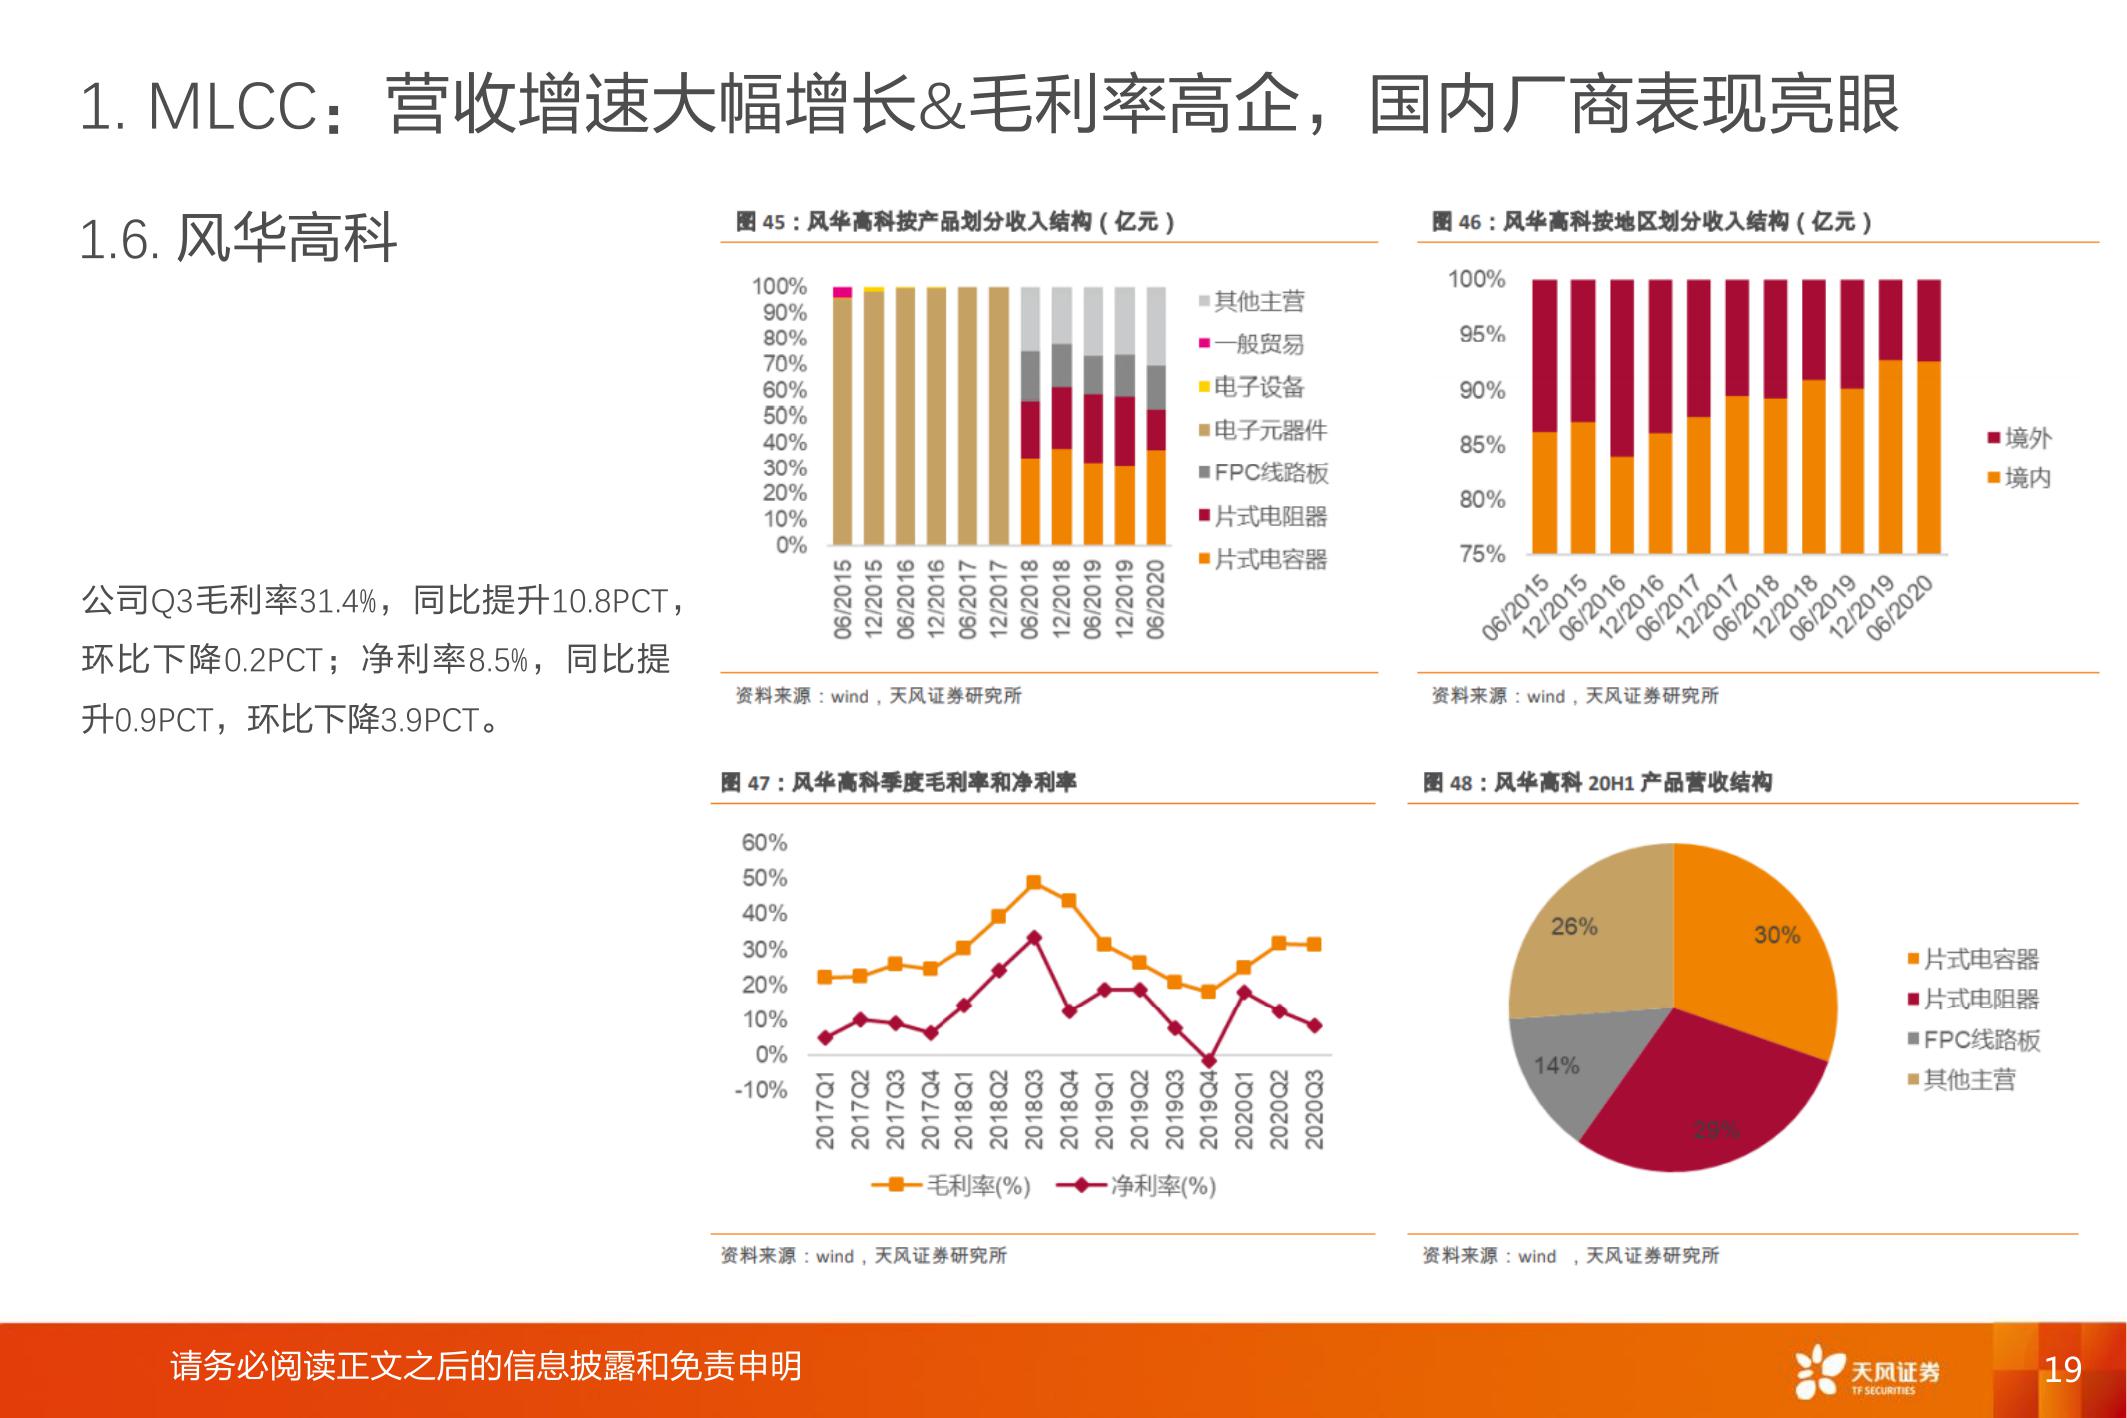 1. MLCC：营收增速大幅增长&毛利率高企，国内厂商表现亮眼
1.6. 风华高科
公司Q3毛利率31.4%，同比提升10.8PCT，
环比下降0.2PCT；净利率8.5%，同比提
升0.9PCT，环比下降3.9PCT。
图 45：风华高科按产品划分收入结构（亿元）
100%
90%
80%
70%
60%
50%
40%
30%
20%
10%
0%
06/2015
12/2015
06/2016
12/2016
06/2017
12/2017
06/2018
12/2018
06/2019
12/2019
06/2020
其他主营
一般贸易
电子设备
电子元器件
FPC线路板
片式电阻器
片式电容器
资料来源：wind，天风证券研究所
图 46：风华高科按地区划分收入结构（亿元）
100%
95%
90%
85%
80%
75%
06/2015
12/2015
06/2016
12/2016
06/2017
12/2017
06/2018
12/2018
06/2019
12/2019
06/2020
境外
境内
资料来源：wind，天风证券研究所
图 47：风华高科季度毛利率和净利率
60%
50%
40%
30%
20%
10%
0%
-10%
2017Q1
2017Q2
2017Q3
2017Q4
2018Q1
2018Q2
2018Q3
2018Q4
2019Q1
2019Q2
2019Q3
2019Q4
2020Q1
2020Q2
2020Q3
毛利率(%)
净利率(%)
资料来源：wind，天风证券研究所
图 48：风华高科 20H1 产品营收结构
26%
30%
14%
29%
片式电容器
片式电阻器
FPC线路板
其他主营
资料来源：wind ，天风证券研究所
请务必阅读正文之后的信息披露和免责申明
天风证券
TF SECURITIES
19